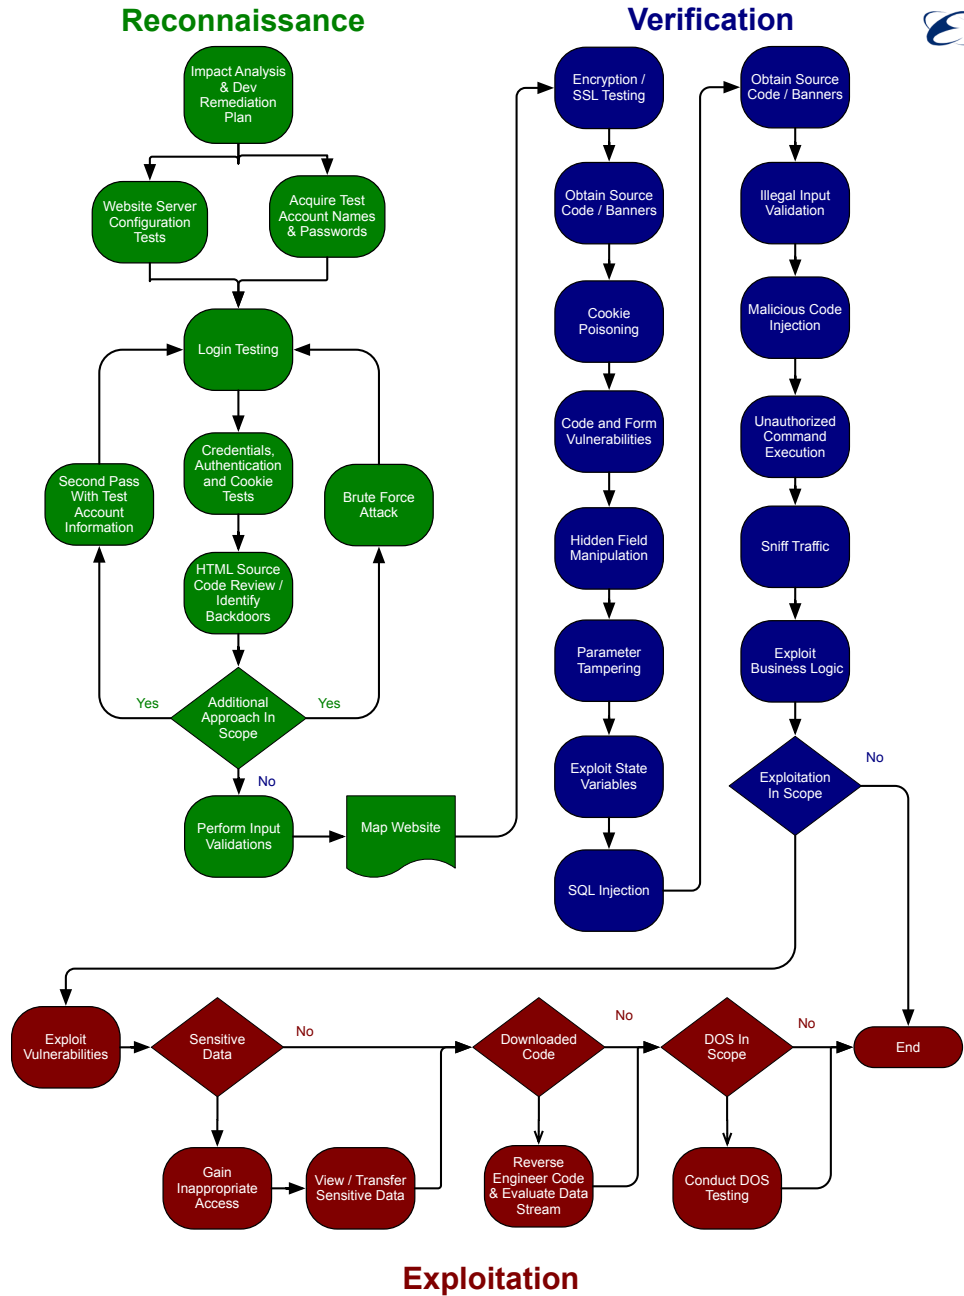 Reconnaissance
Verification
Impact Analysis
& Dev
Remediation
Plan
Website Server
Configuration
Tests
Acquire Test
Account Names
& Passwords
Login Testing
Credentials,
Authentication
and Cookie
Tests
Second Pass
With Test
Account
Information
Brute Force
Attack
HTML Source
Code Review /
Identify
Backdoors
Additional
Approach In
Scope
Yes
Yes
No
Perform Input
Validations
Map Website
Encryption /
SSL Testing
Obtain Source
Code / Banners
Cookie
Poisoning
Code and Form
Vulnerabilities
Hidden Field
Manipulation
Parameter
Tampering
Exploit State
Variables
SQL Injection
Obtain Source
Code / Banners
Illegal Input
Validation
Malicious Code
Injection
Unauthorized
Command
Execution
Sniff Traffic
Exploit
Business Logic
Exploitation
In Scope
No
Exploit
Vulnerabilities
Sensitive
Data
No
Gain
Inappropriate
Access
View / Transfer
Sensitive Data
Downloaded
Code
No
Reverse
Engineer Code
& Evaluate Data
Stream
DOS In
Scope
No
Conduct DOS
Testing
End
Exploitation